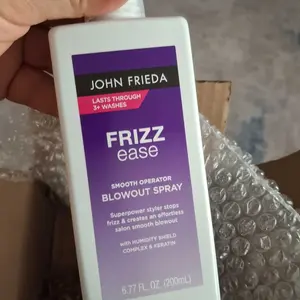 JOHN FRIEDA
LASTS THROUGH
3+ WASHES
FRIZZ
ease
SMOOTH OPERATOR
BLOWOUT SPRAY
Superpower styler stops
frizz & creates an effortless
salon smooth blowout
with HUMIDITY SHIELD
COMPLEX & KERATIN
6.77 FL. OZ. (200mL)